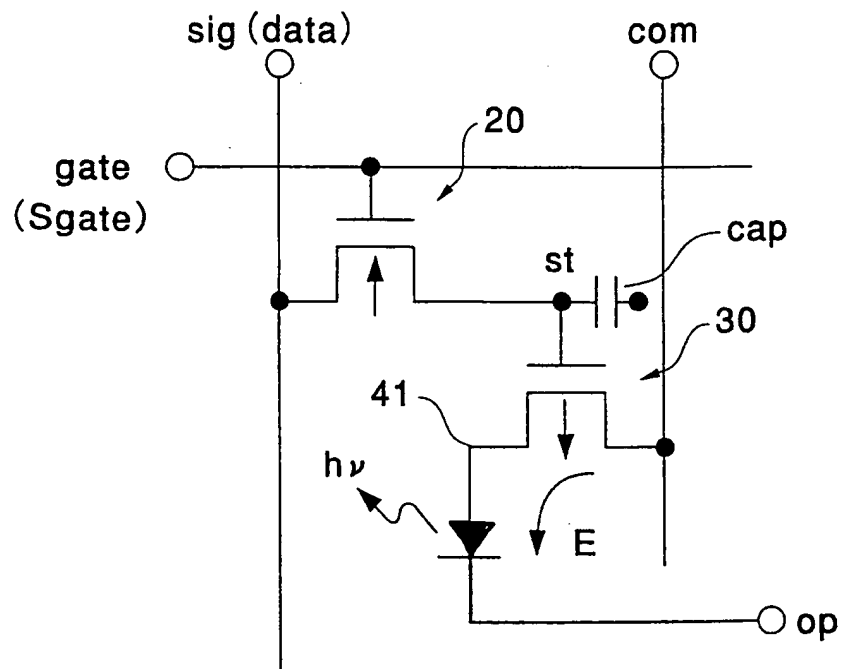 sig (data)
com
20
gate
(Sgate)
cap
st
30
41
hν
E
op